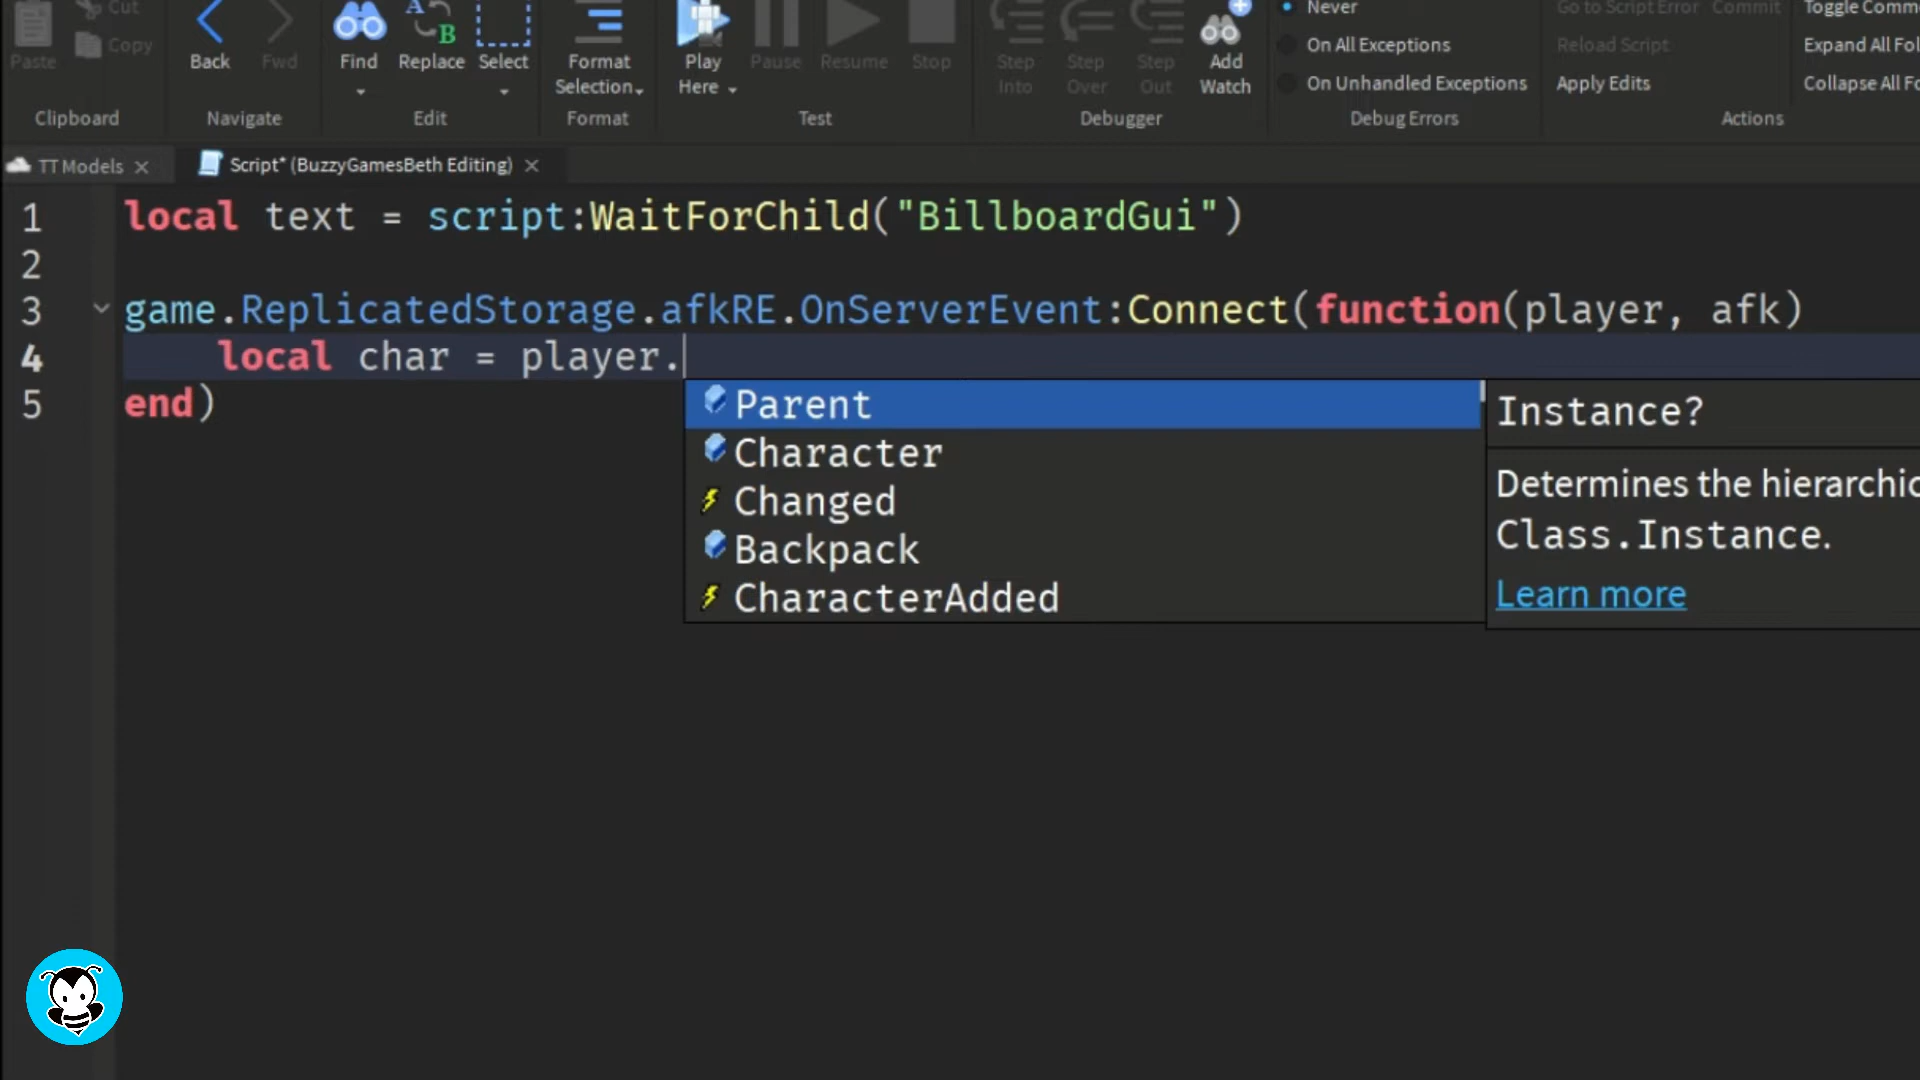 Cut
Paste
Copy
Clipboard
Back
Fwd
Navigate
Find
Replace
Select
Edit
Format
Selection
Format
Play
Here
Pause
Resume
Stop
Test
Step
Into
Step
Over
Step
Out
Add
Watch
Debugger
Never
On All Exceptions
On Unhandled Exceptions
Debug Errors
Go to Script Error
Commit
Reload Script
Apply Edits
Toggle Comme
Expand All Fol
Collapse All Fo
Actions
TT Models
Script* (BuzzyGamesBeth Editing)
1 local text = script:WaitForChild("BillboardGui")
2
3 game.ReplicatedStorage.afkRE.OnServerEvent:Connect(function(player, afk)
4 local char = player.
5 end)
Parent
Character
Changed
Backpack
CharacterAdded
Instance?
Determines the hierarchic
Class.Instance.
Learn more